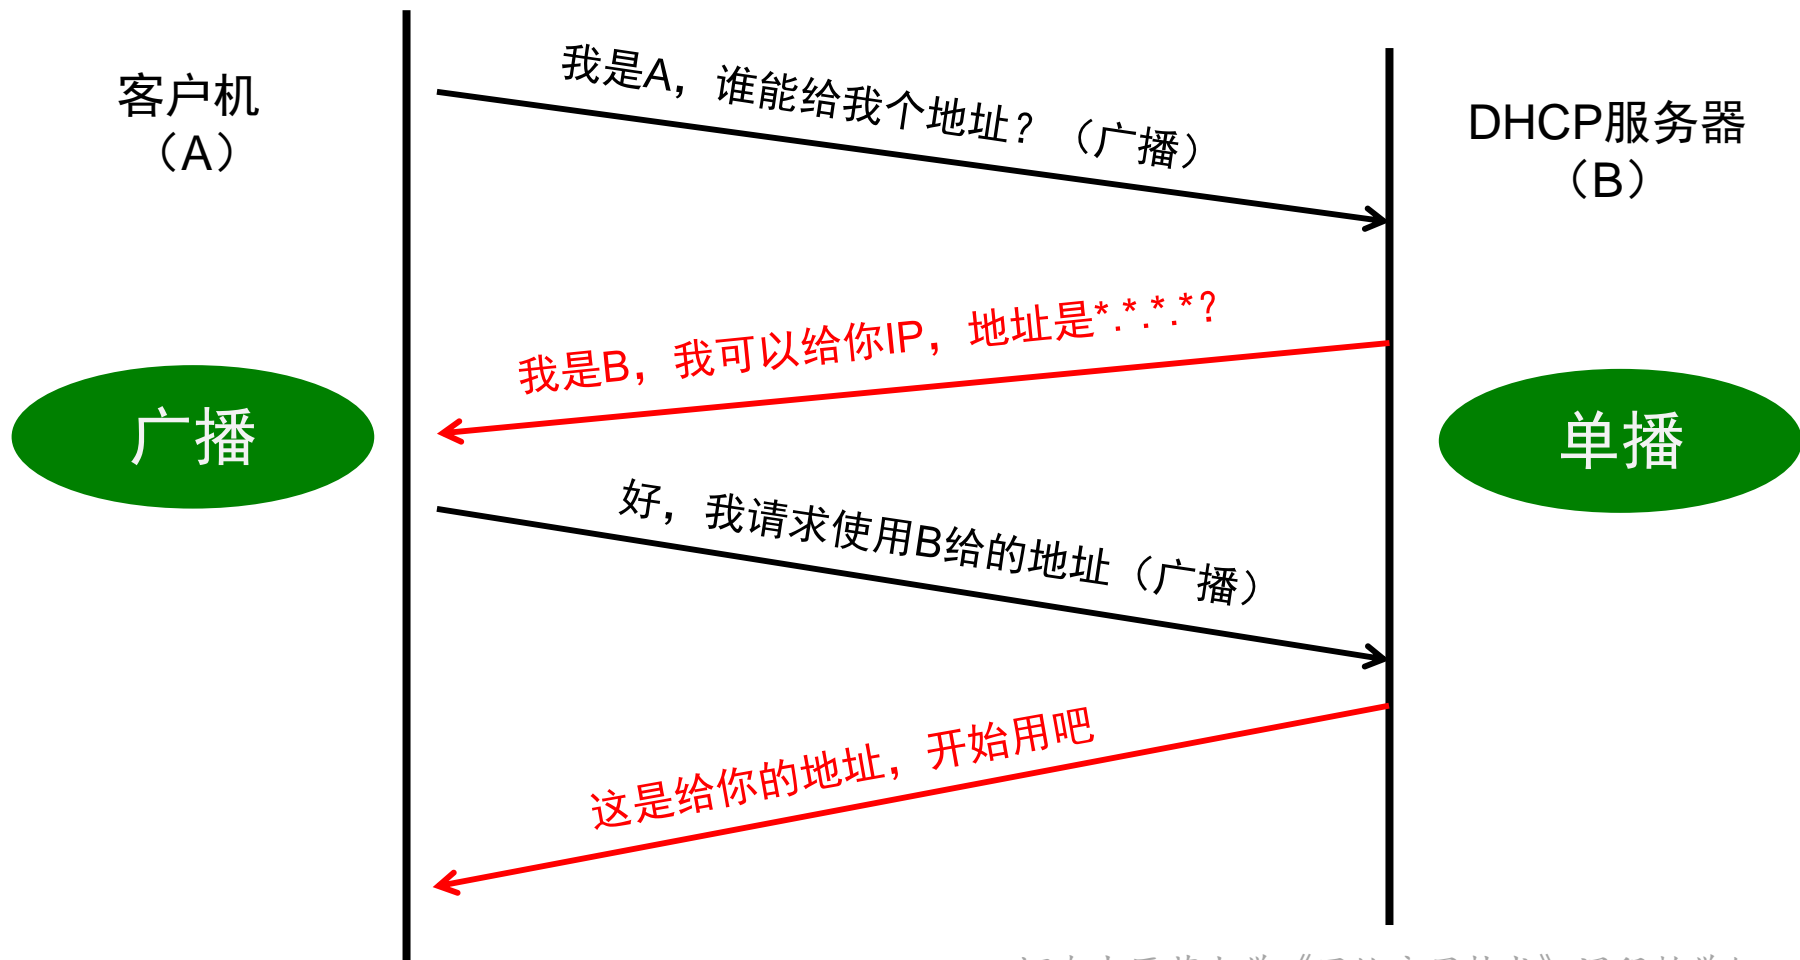 客户机
（A）
我是A，谁能给我个地址？（广播）
DHCP服务器
（B）
我是B，我可以给你IP，地址是*.*.*.*？
广播
单播
好，我请求使用B给的地址（广播）
这是给你的地址，开始用吧